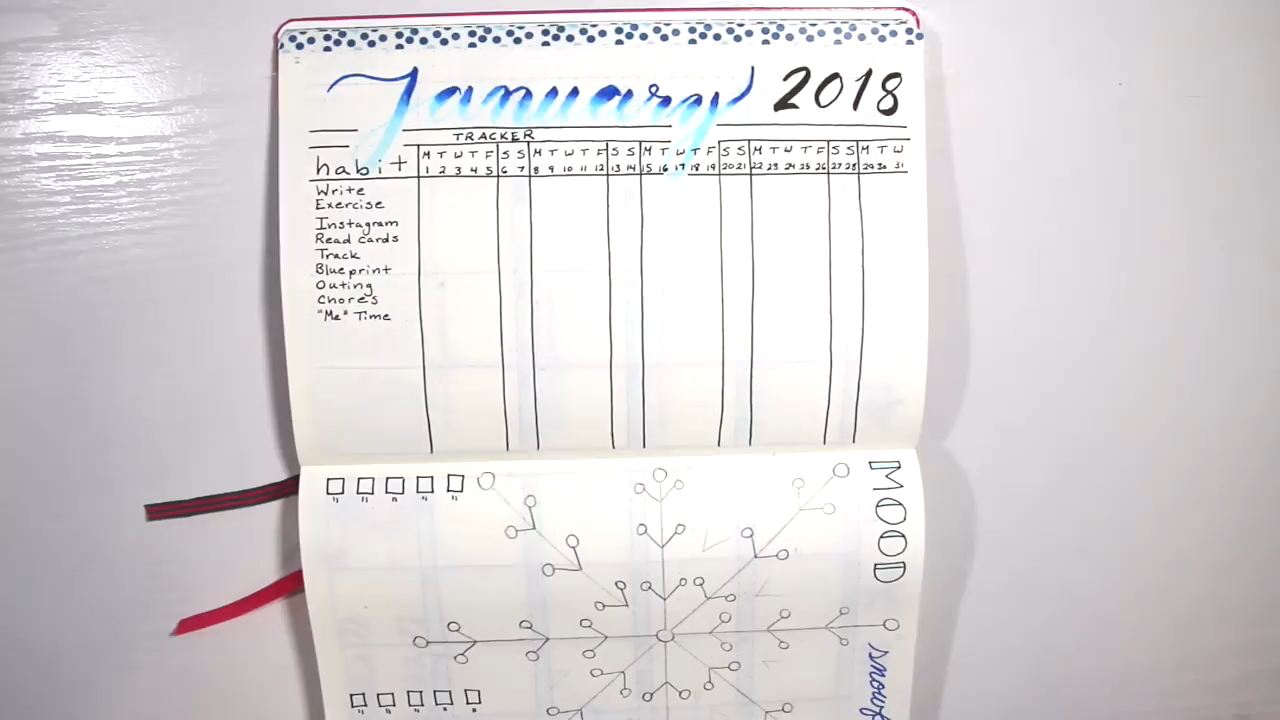 January 2018
TRACKER
habit M T W T F S S M T W T F S S M T W T F S S M T W T F S S M T W
1 2 3 4 5 6 7 8 9 10 11 12 13 14 15 16 17 18 19 20 21 22 23 24 25 26 27 28 29 30 31
Write
Exercise
Instagram
Read cards
Track
Blueprint
Outing
Chores
"Me" Time
MOOD